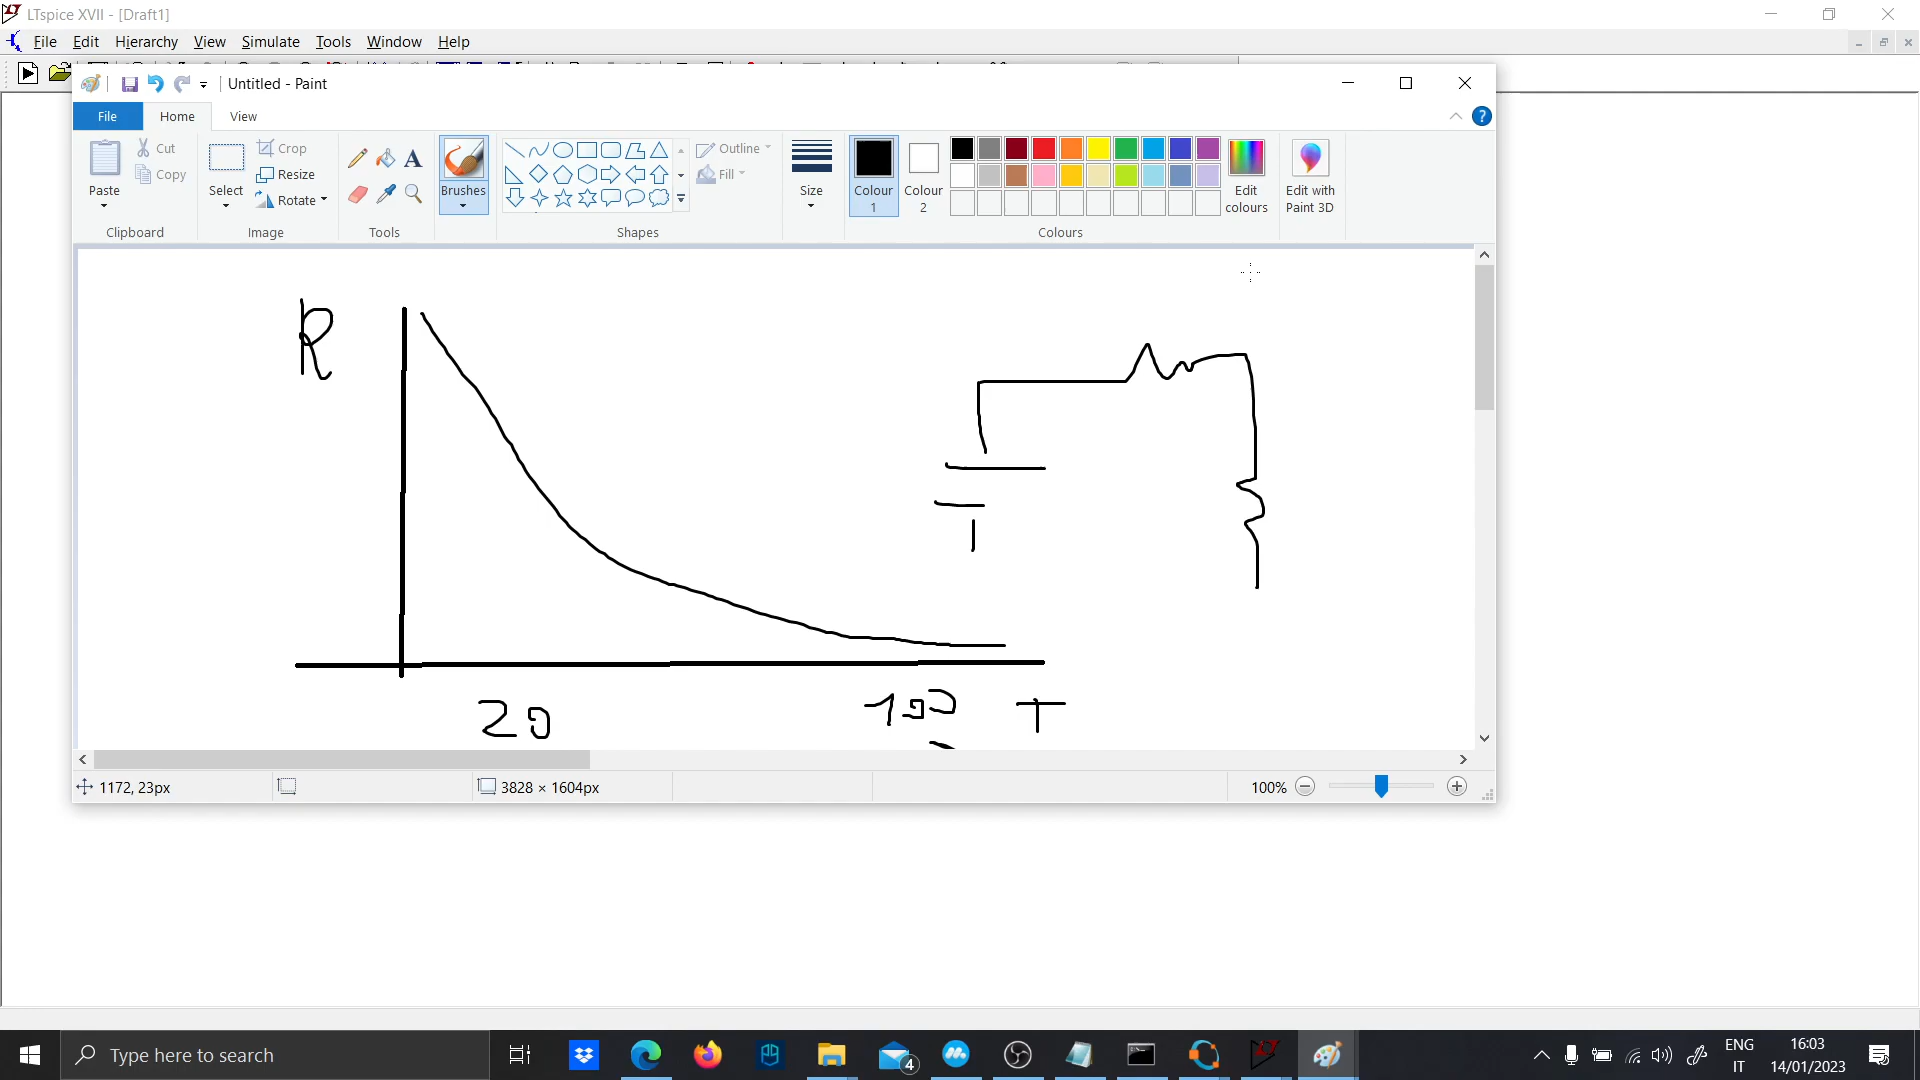 LTspice XVII - [Draft1]
File Edit Hierarchy View Simulate Tools Window Help
Untitled - Paint
File Home View
Paste
Cut
Copy
Clipboard
Select
Crop
Resize
Rotate
Image
Tools
Brushes
Outline
Fill
Shapes
Size
Colour 1
Colour 2
Edit colours
Colours
Edit with Paint 3D
R
20 100 T
1172, 23px
3828 × 1604px
100%
Type here to search
4
ENG
IT
16:03
14/01/2023